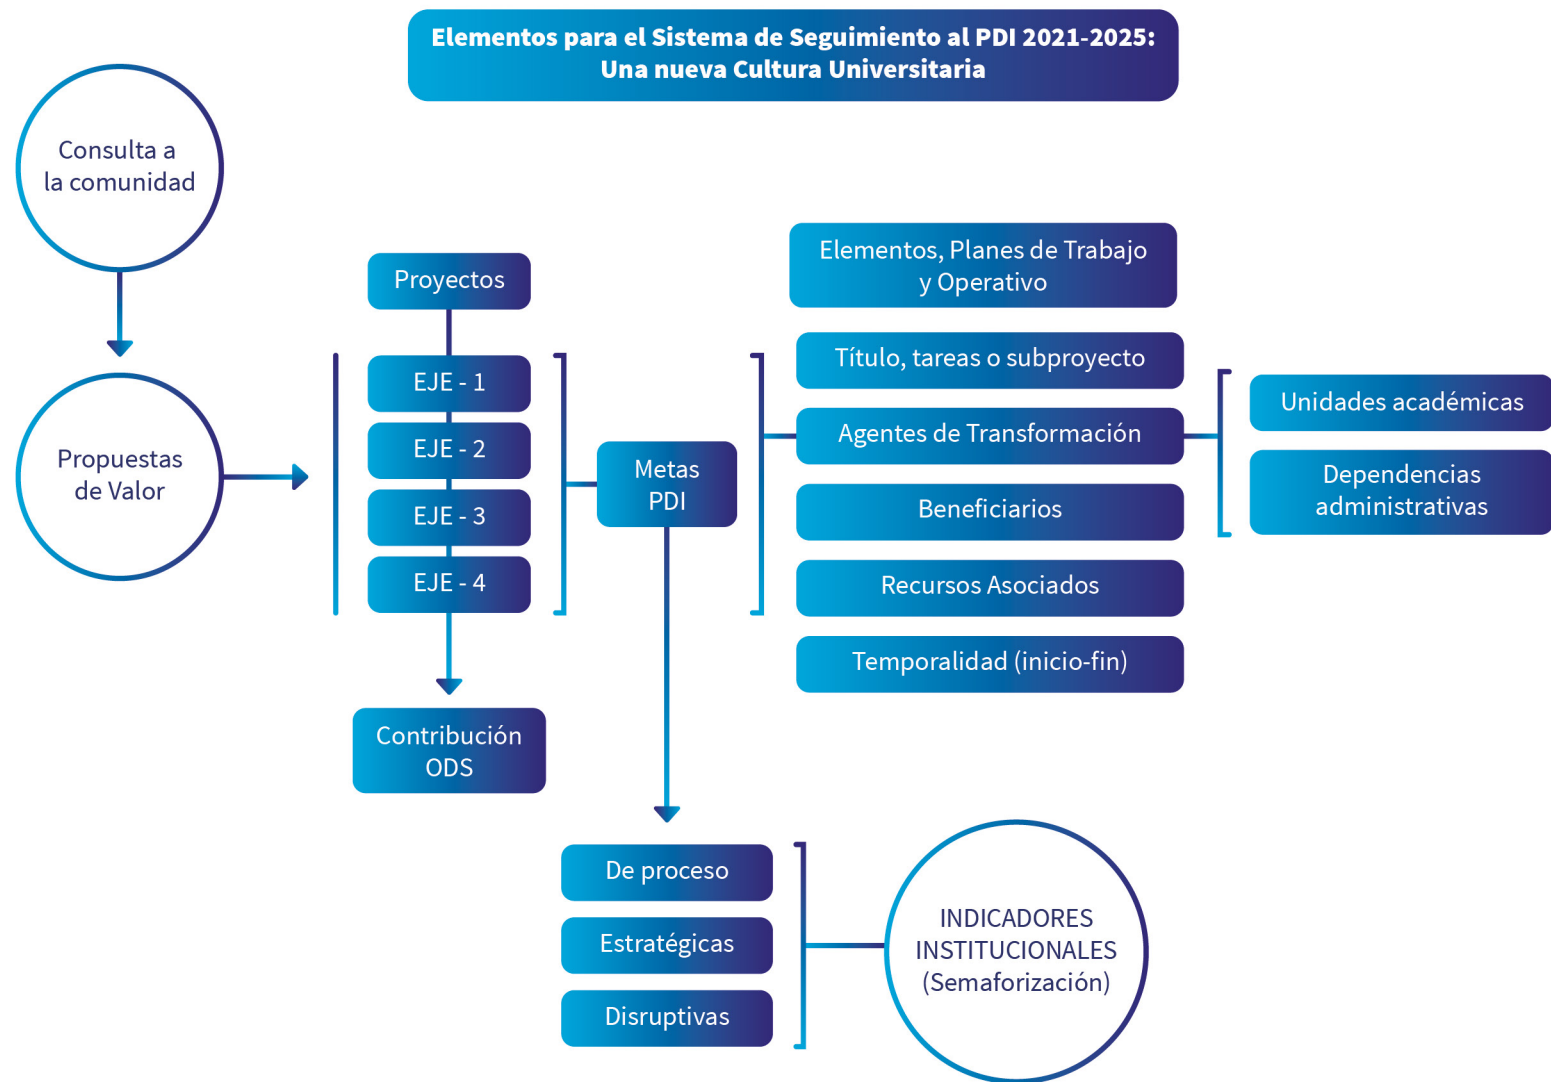 Elementos para el Sistema de Seguimiento al PDI 2021-2025:
Una nueva Cultura Universitaria
Consulta a
la comunidad
Propuestas
de Valor
Proyectos
EJE - 1
EJE - 2
EJE - 3
EJE - 4
Contribución
ODS
Metas
PDI
Elementos, Planes de Trabajo
y Operativo
Título, tareas o subproyecto
Agentes de Transformación
Beneficiarios
Recursos Asociados
Temporalidad (inicio-fin)
Unidades académicas
Dependencias
administrativas
De proceso
Estratégicas
Disruptivas
INDICADORES
INSTITUCIONALES
(Semaforización)